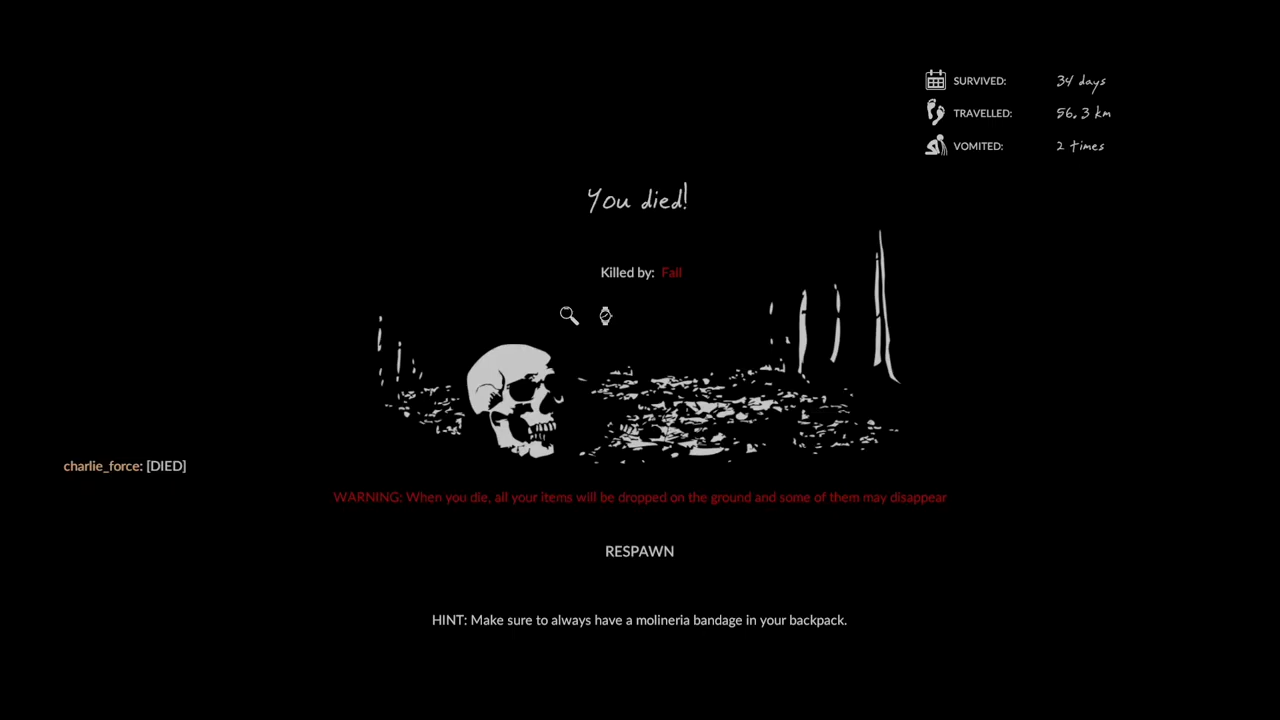 SURVIVED: 34 days
TRAVELLED: 56.3 km
VOMITED: 2 times
You died!
Killed by: Fall
charlie_force: [DIED]
WARNING: When you die, all your items will be dropped on the ground and some of them may disappear
RESPAWN
HINT: Make sure to always have a molineria bandage in your backpack.